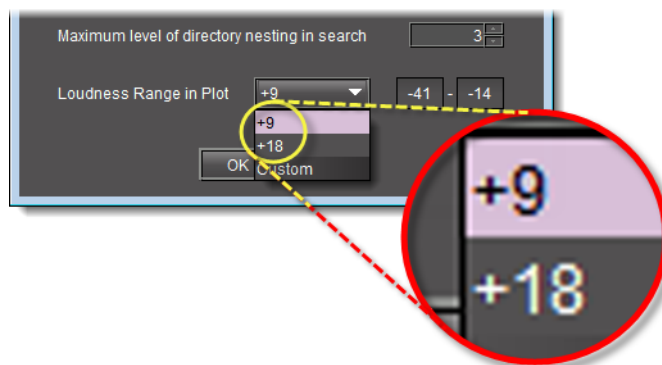 Maximum level of directory nesting in search 3
Loudness Range in Plot +9 -41 - -14
+9
+18
OK Custom
+9
+18